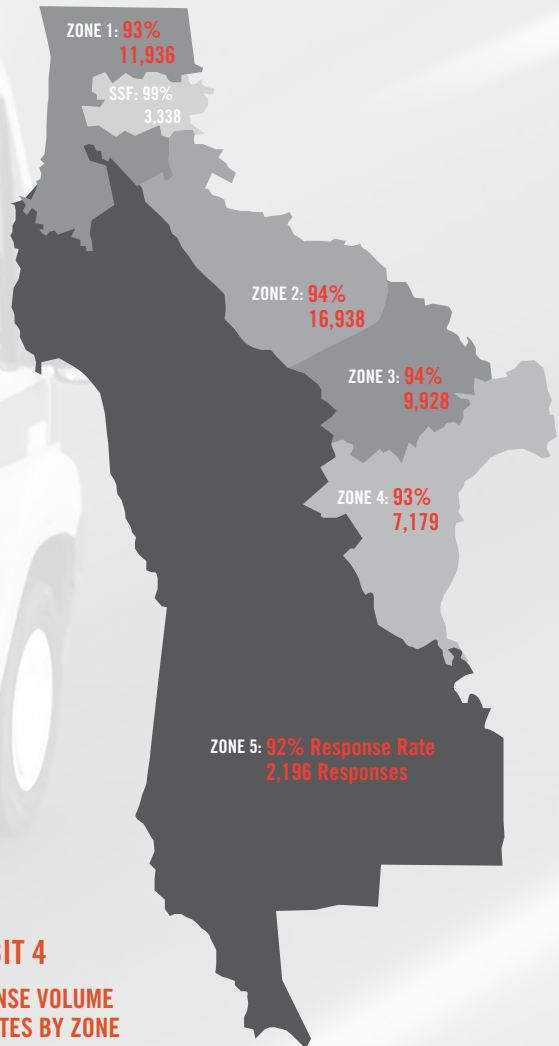 ZONE 1: 93%
11,936
SSF: 99%
3,338
ZONE 2: 94%
16,938
ZONE 3: 94%
9,928
ZONE 4: 93%
7,179
ZONE 5: 92% Response Rate
2,196 Responses
BIT 4
NSE VOLUME
TES BY ZONE